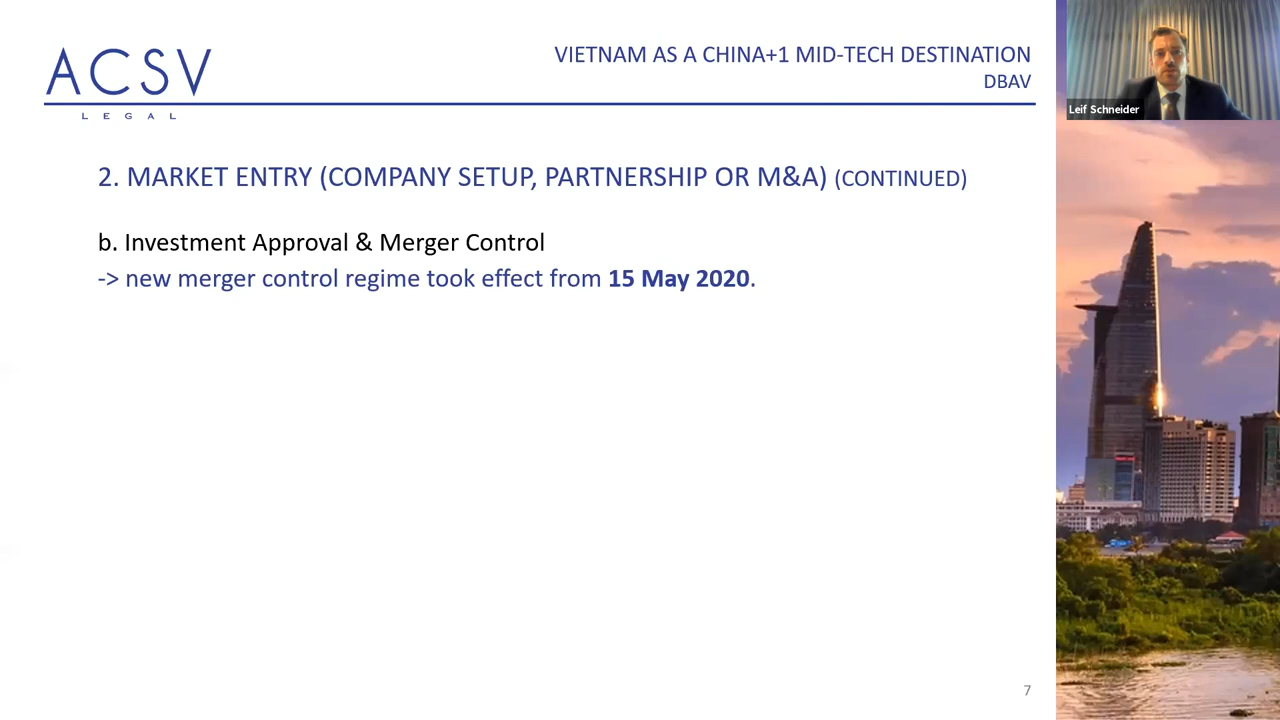 ACSV
LEGAL
VIETNAM AS A CHINA+1 MID-TECH DESTINATION
DBAV
Leif Schneider
2. MARKET ENTRY (COMPANY SETUP, PARTNERSHIP OR M&A) (CONTINUED)
b. Investment Approval & Merger Control
-> new merger control regime took effect from 15 May 2020.
7